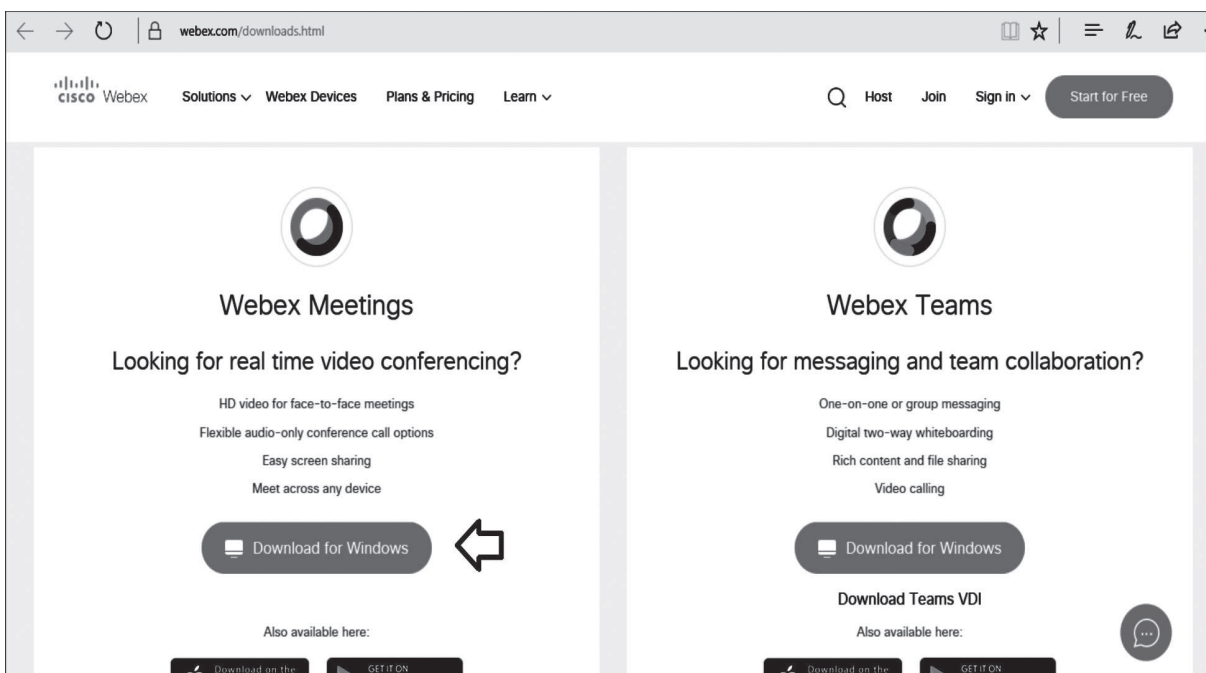 webex.com/downloads.html
CISCO Webex Solutions Webex Devices Plans & Pricing Learn Host Join Sign in Start for Free
Webex Meetings
Looking for real time video conferencing?
HD video for face-to-face meetings
Flexible audio-only conference call options
Easy screen sharing
Meet across any device
Download for Windows
Also available here:
Download on the
GET IT ON
Webex Teams
Looking for messaging and team collaboration?
One-on-one or group messaging
Digital two-way whiteboarding
Rich content and file sharing
Video calling
Download for Windows
Download Teams VDI
Also available here:
Download on the
GET IT ON